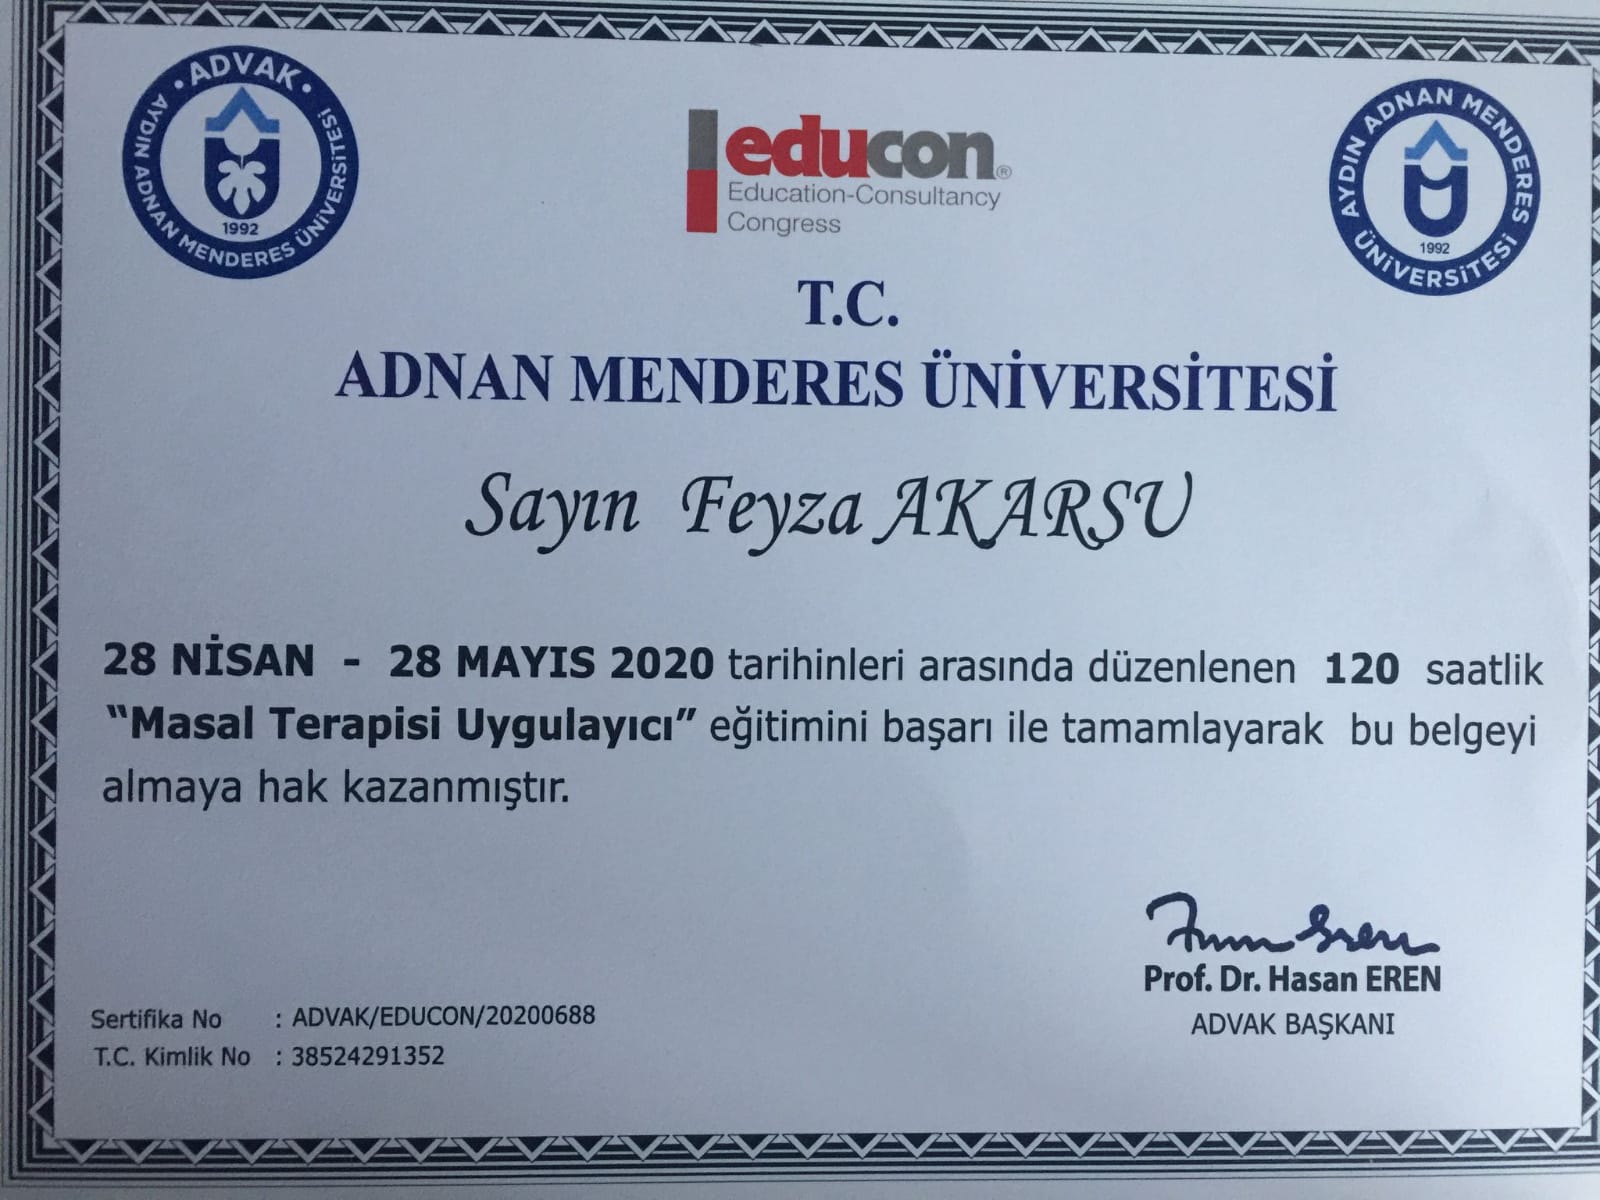 ADVAK
AYDIN ADNAN MENDERES ÜNİVERSİTESİ
1992
educon®
Education-Consultancy
Congress
AYDIN ADNAN MENDERES ÜNİVERSİTESİ
1992
T.C.
ADNAN MENDERES ÜNİVERSİTESİ
Sayın Feyza AKARSU
28 NİSAN - 28 MAYIS 2020 tarihinleri arasında düzenlenen 120 saatlik
“Masal Terapisi Uygulayıcı” eğitimini başarı ile tamamlayarak bu belgeyi
almaya hak kazanmıştır.
Prof. Dr. Hasan EREN
ADVAK BAŞKANI
Sertifika No : ADVAK/EDUCON/20200688
T.C. Kimlik No : 38524291352